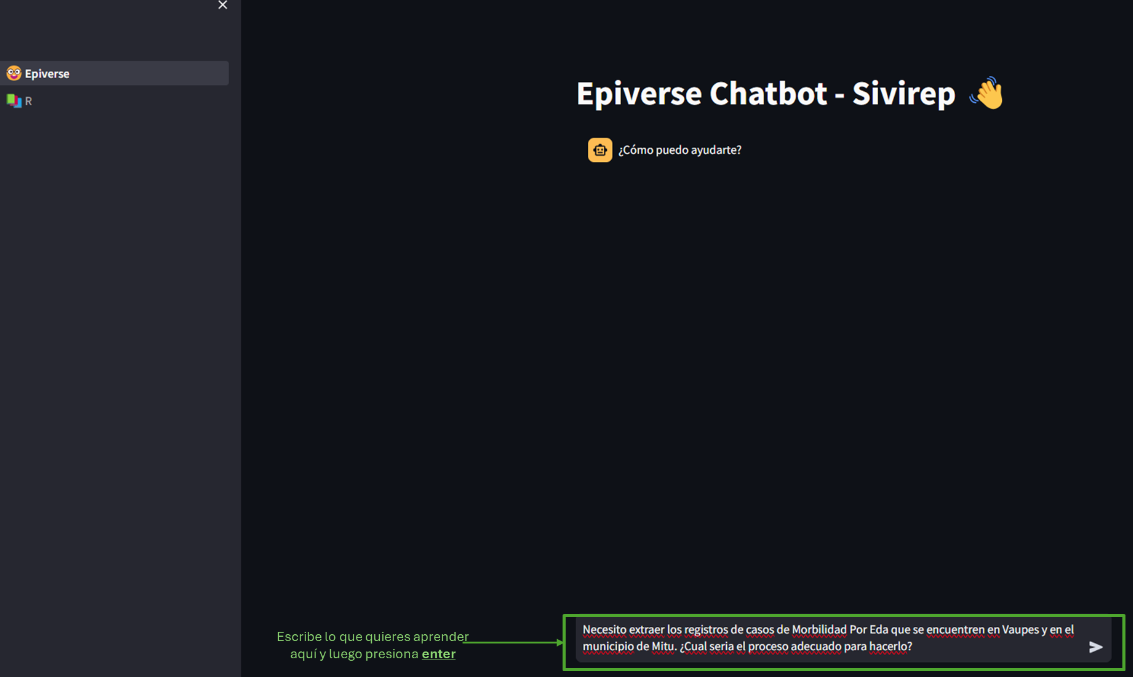 Epiverse
R
Epiverse Chatbot - Sivirep
¿Cómo puedo ayudarte?
Escribe lo que quieres aprender
aquí y luego presiona enter
Necesito extraer los registros de casos de Morbilidad Por Eda que se encuentren en Vaupes y en el
municipio de Mitu. ¿Cual seria el proceso adecuado para hacerlo?